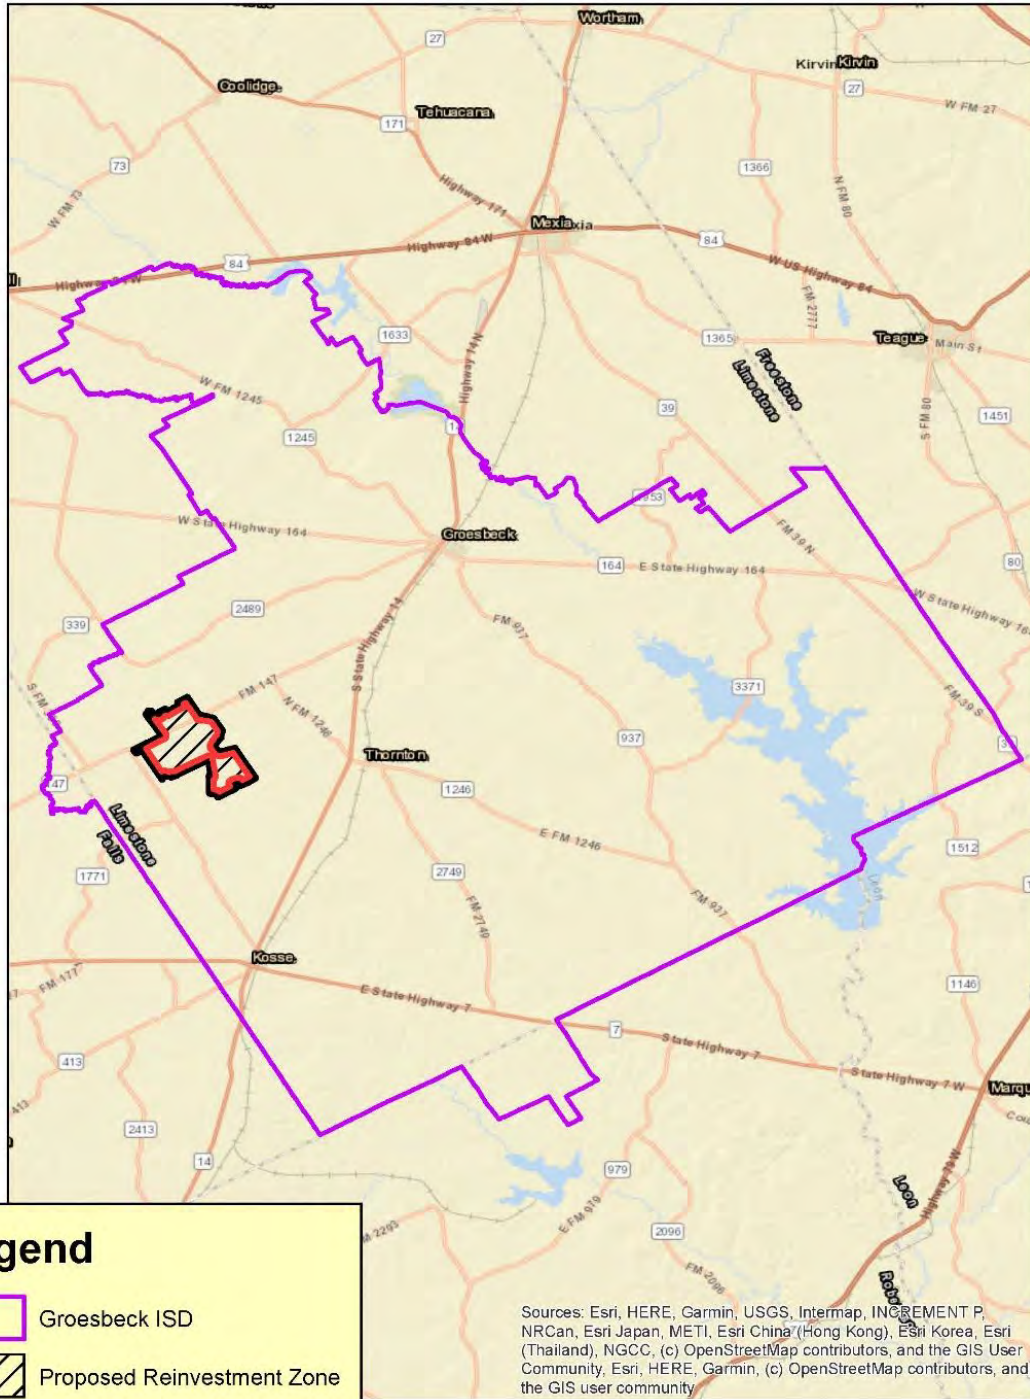 Wortham
27
Kirvin Kirvin
Coolidge
27
W FM 27
Tehuacana
171
73
1366
W FM 73
Highway 171
N FM 80
Mexia xia
84
Highway 84 W
84
W US Highway 84
FM 2777
1633
Highway 14 N
1365
Teague
Main St
Freestone
Limestone
W FM 1245
39
1451
S FM 80
1245
W State Highway 164
FM 39 N
Groesbeck
164
E State Highway 164
80
W State Highway 164
2489
339
S State Highway 14
FM 937
FM 147
N FM 1246
3371
FM 39 S
937
Thornton
1246
Limestone
Falls
E FM 1246
1512
1771
2749
FM 2749
FM 937
Leon
Kosse
E State Highway 7
1146
7
State Highway 7
413
State Highway 7 W
413
2413
14
979
Leon
Highway 79 W
E FM 979
2096
FM 2096
gend
Groesbeck ISD
Proposed Reinvestment Zone
Sources: Esri, HERE, Garmin, USGS, Intermap, INCREMENT P,
NRCan, Esri Japan, METI, Esri China (Hong Kong), Esri Korea, Esri
(Thailand), NGCC, (c) OpenStreetMap contributors, and the GIS User
Community, Esri, HERE, Garmin, (c) OpenStreetMap contributors, and
the GIS user community